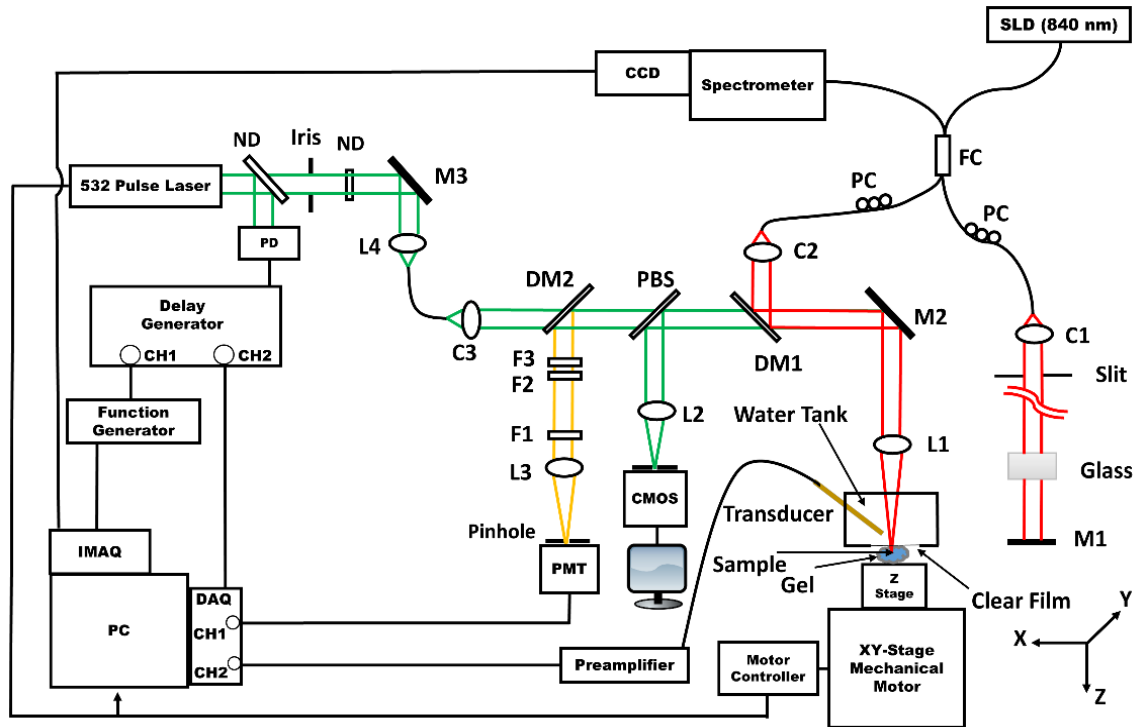 SLD (840 nm)
CCD
Spectrometer
ND
Iris
ND
532 Pulse Laser
M3
FC
PC
PC
PD
L4
C2
DM2
PBS
M2
Delay
Generator
CH1
CH2
C3
DM1
C1
Slit
F3
F2
Function
Generator
L2
Water Tank
F1
L1
L3
Glass
CMOS
Transducer
Pinhole
IMAQ
M1
PMT
Sample
Gel
Z
Stage
Clear Film
Y
X
Z
PC
DAQ
CH1
CH2
Preamplifier
Motor
Controller
XY-Stage
Mechanical
Motor